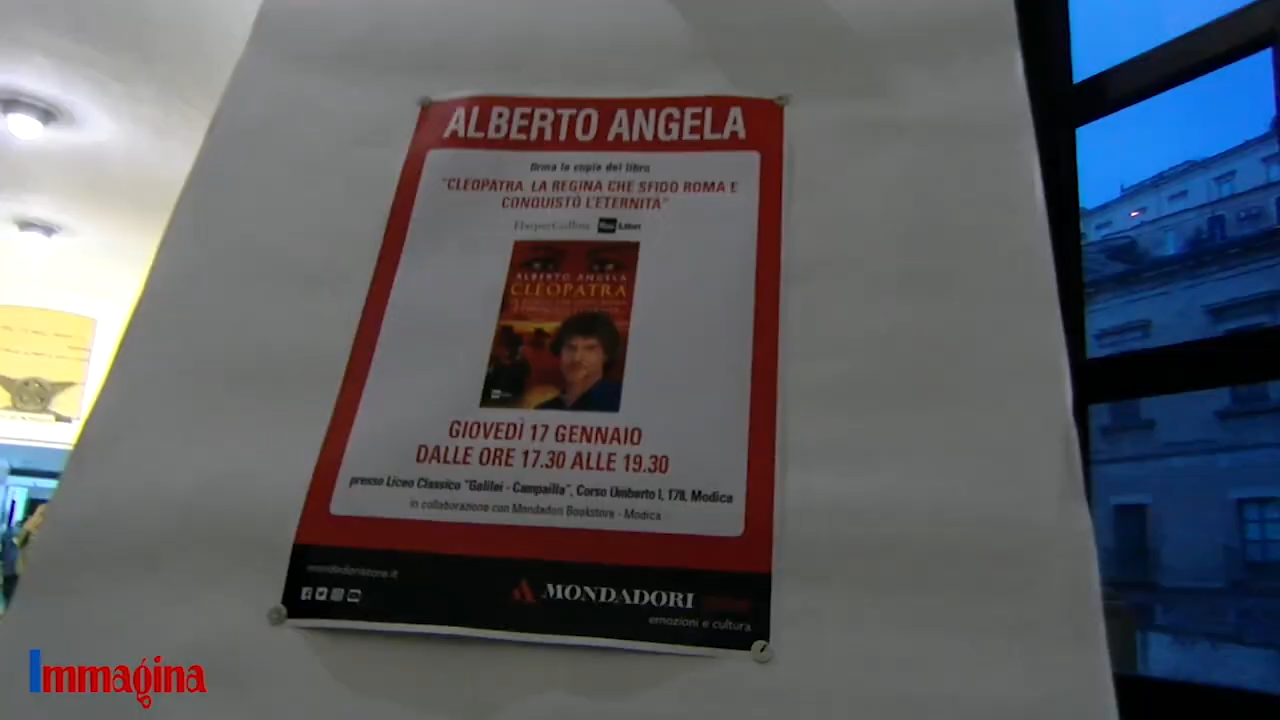 ALBERTO ANGELA
firma le copie del libro
"CLEOPATRA. LA REGINA CHE SFIDÒ ROMA E
CONQUISTÒ L'ETERNITÀ"
HarperCollins Rai Libri
ALBERTO ANGELA
CLEOPATRA
GIOVEDÌ 17 GENNAIO
DALLE ORE 17.30 ALLE 19.30
presso Liceo Classico "Galilei - Campailla", Corso Umberto I, 178, Modica
in collaborazione con Mondadori Bookstore - Modica
mondadoristore.it
MONDADORI
emozioni e cultura
Immagina